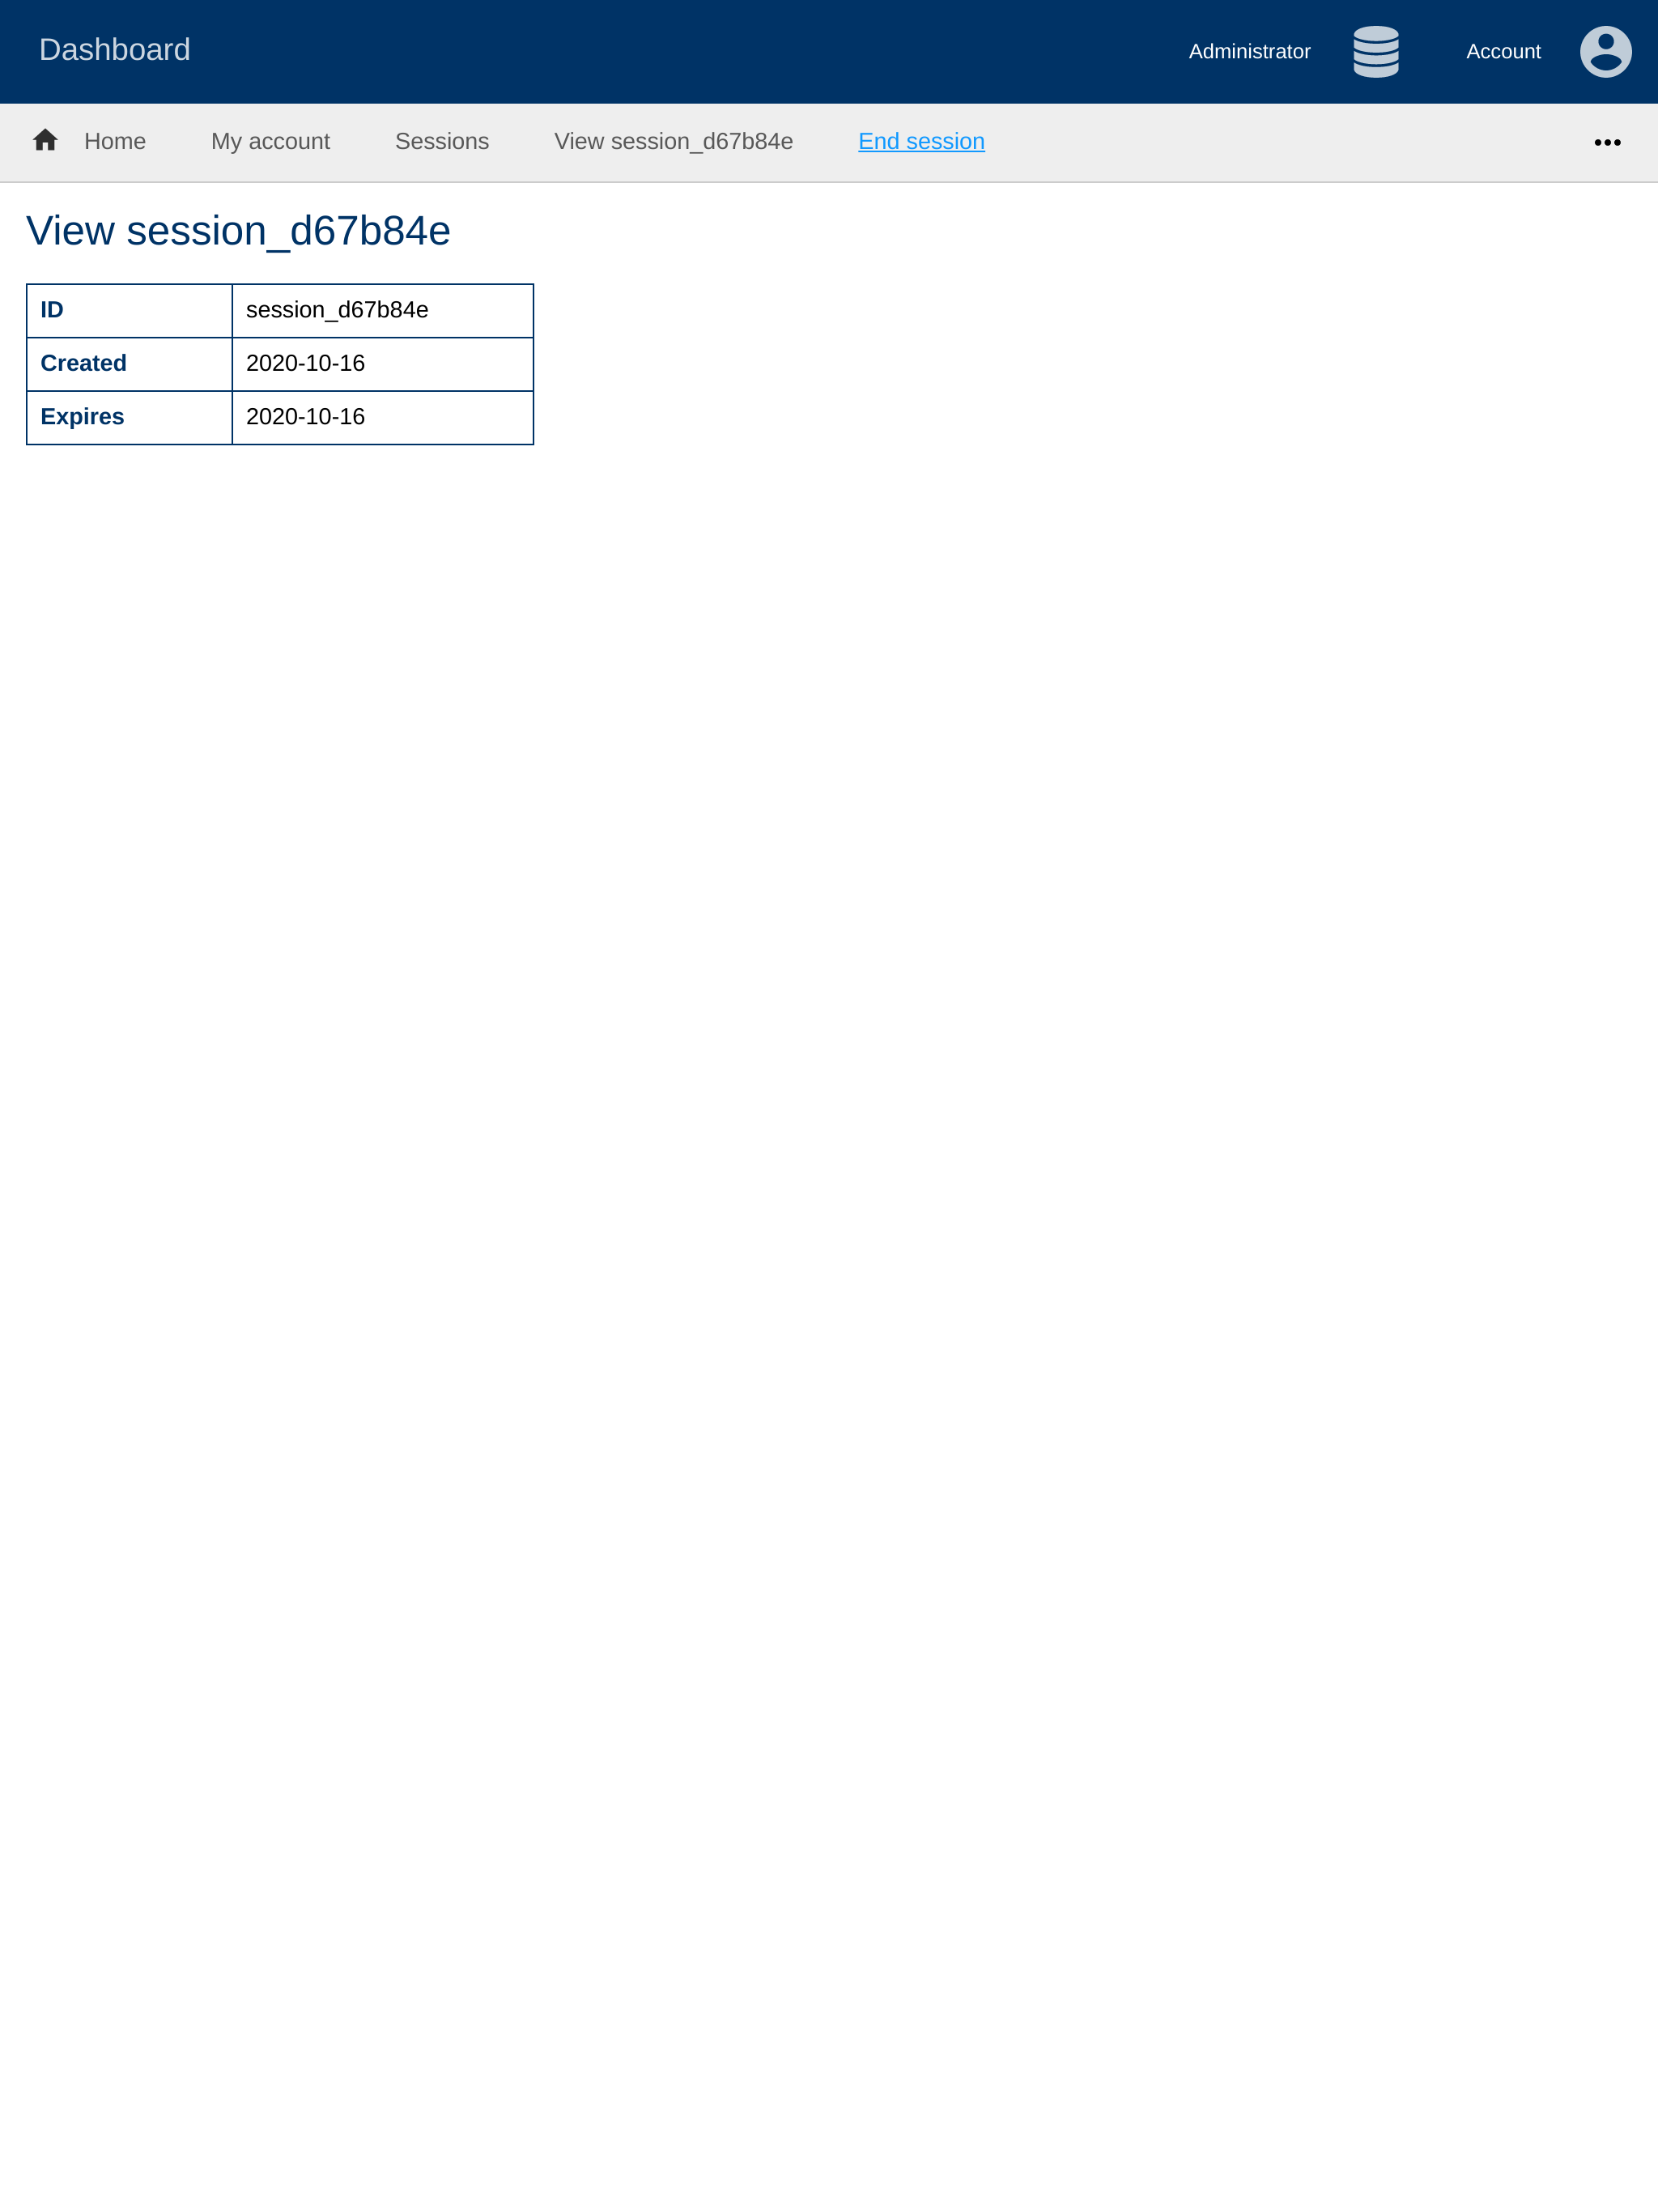 Dashboard Administrator Account
Home My account Sessions View session_d67b84e End session
View session_d67b84e
ID session_d67b84e
Created 2020-10-16
Expires 2020-10-16